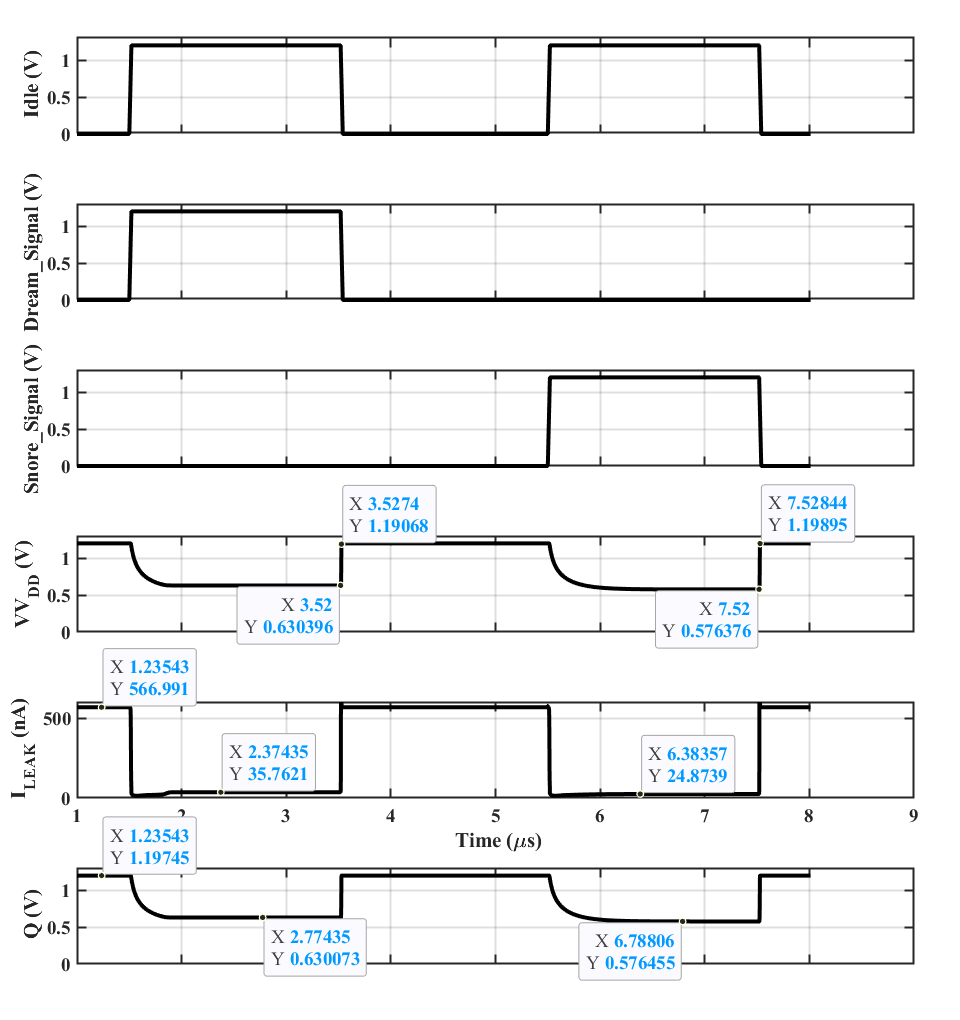 Idle (V)
1
0.5
0
Dream_Signal (V)
1
0.5
0
Snore_Signal (V)
1
0.5
0
X 3.5274
Y 1.19068
X 7.52844
Y 1.19895
VV_DD (V)
1
0.5
0
X 3.52
Y 0.630396
X 7.52
Y 0.576376
X 1.23543
Y 566.991
I_LEAK (nA)
500
0
X 2.37435
Y 35.7621
X 6.38357
Y 24.8739
1 2 3 4 5 6 7 8 9
Time (μs)
X 1.23543
Y 1.19745
Q (V)
1
0.5
0
X 2.77435
Y 0.630073
X 6.78806
Y 0.576455